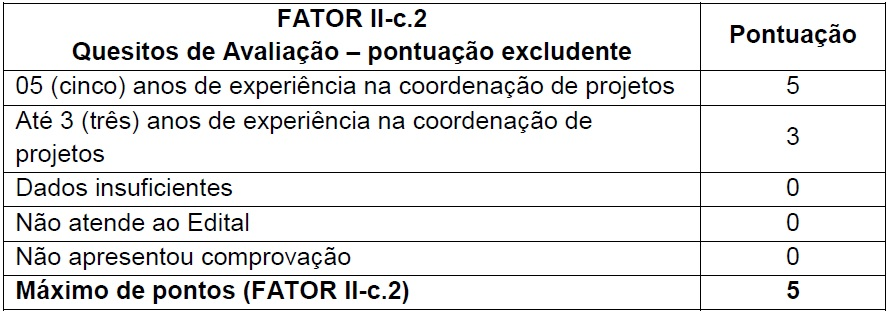 FATOR II-c.2
Quesitos de Avaliação – pontuação excludente
Pontuação
05 (cinco) anos de experiência na coordenação de projetos
5
Até 3 (três) anos de experiência na coordenação de
projetos
3
Dados insuficientes
0
Não atende ao Edital
0
Não apresentou comprovação
0
Máximo de pontos (FATOR II-c.2)
5